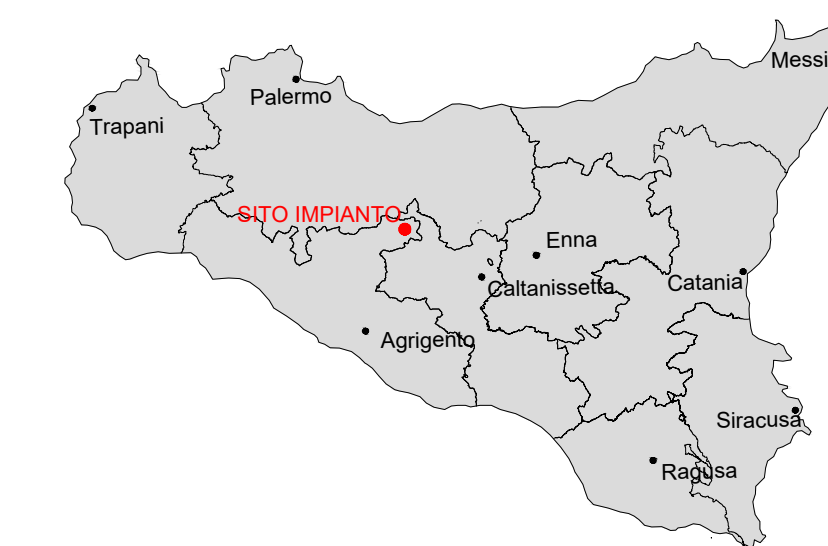 Messi
Palermo
Trapani
SITO IMPIANTO
Enna
Catania
Caltanissetta
Agrigento
Siracusa
Ragusa